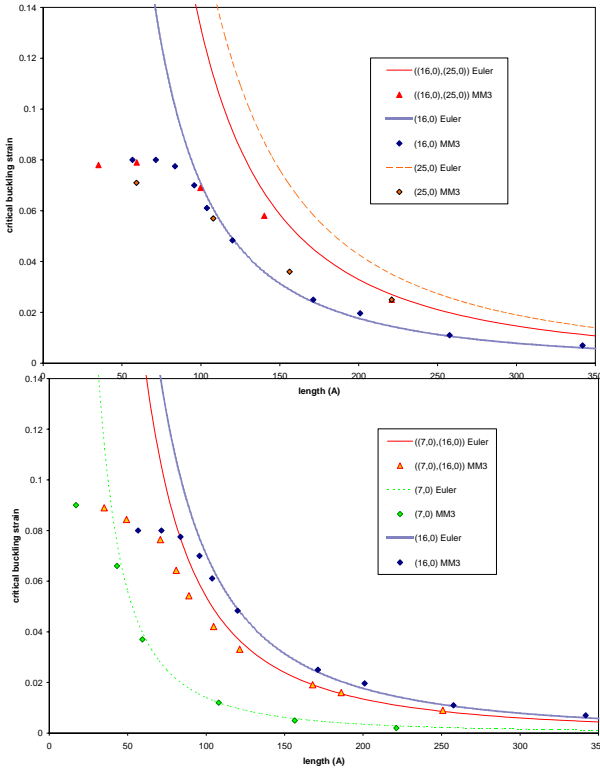 0.14
0.12
0.1
0.08
0.06
0.04
0.02
0
critical buckling strain
((16,0),(25,0)) Euler
((16,0),(25,0)) MM3
(16,0) Euler
(16,0) MM3
(25,0) Euler
(25,0) MM3
0 50 100 150 200 250 300 350
length (A)
0.14
0.12
0.1
0.08
0.06
0.04
0.02
0
critical buckling strain
((7,0),(16,0)) Euler
((7,0),(16,0)) MM3
(7,0) Euler
(7,0) MM3
(16,0) Euler
(16,0) MM3
0 50 100 150 200 250 300 350
length (A)